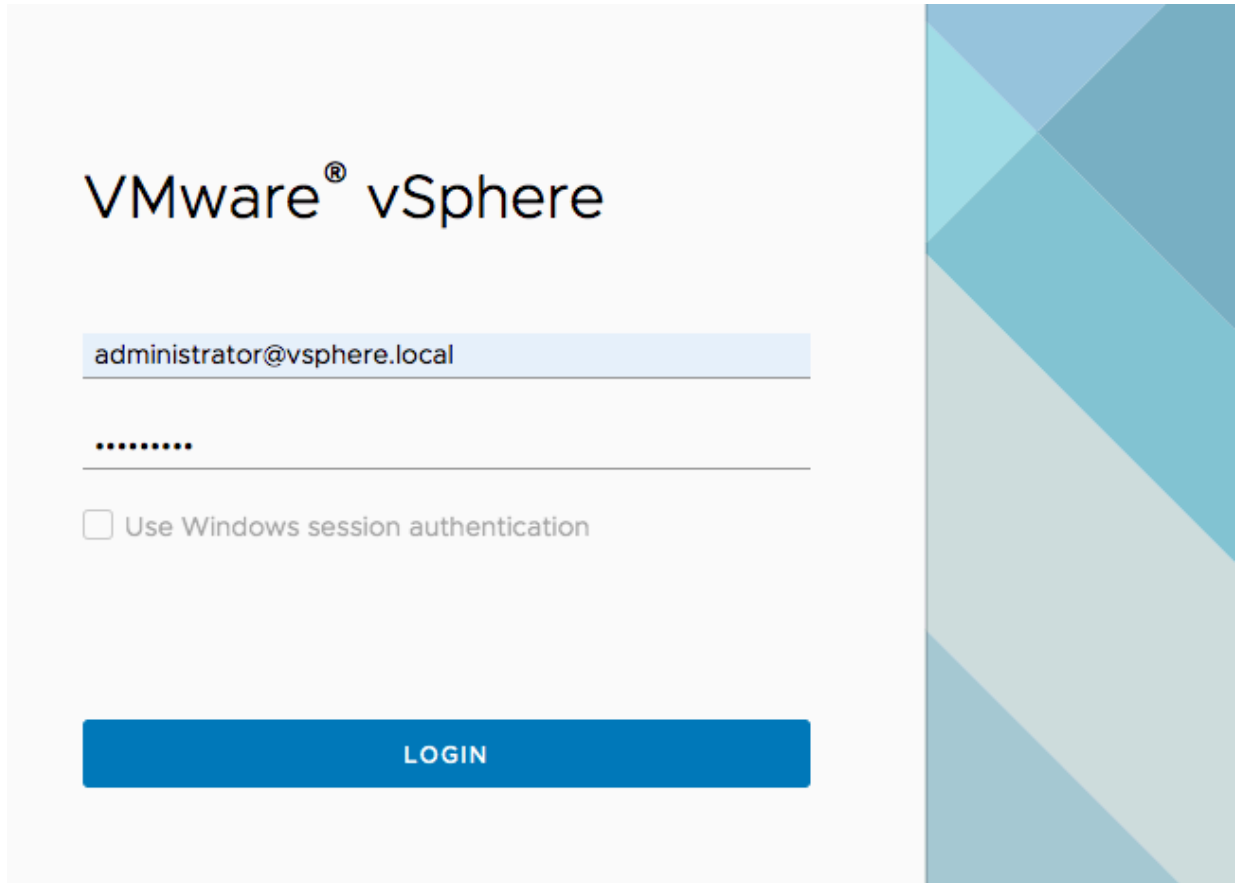 VMware® vSphere
administrator@vsphere.local
•••••••••
Use Windows session authentication
LOGIN